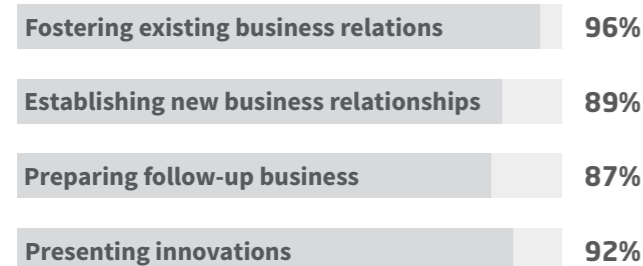 Fostering existing business relations 96%
Establishing new business relationships 89%
Preparing follow-up business 87%
Presenting innovations 92%